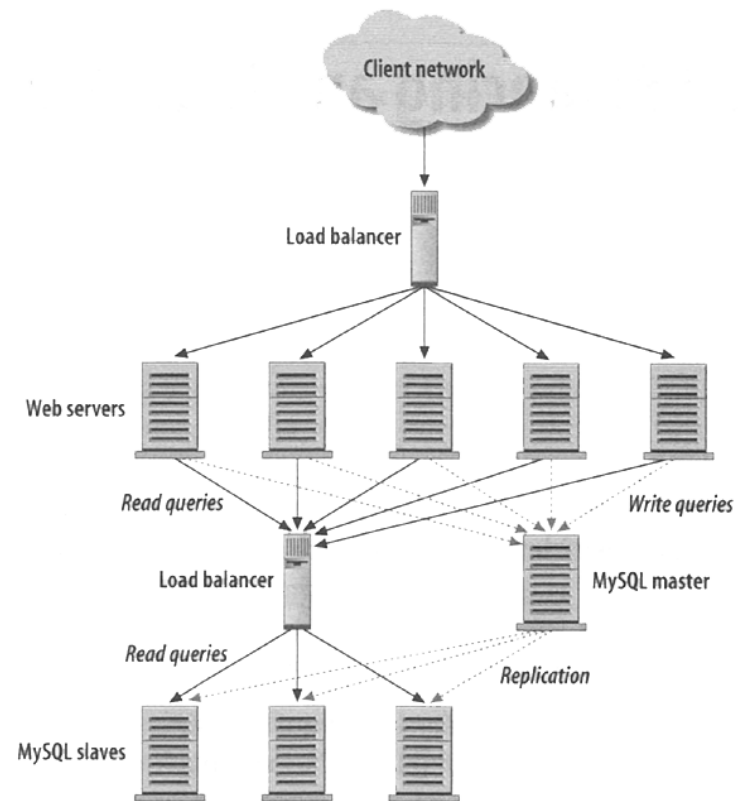 Client network
Load balancer
Web servers
Read queries
Write queries
Load balancer
MySQL master
Read queries
Replication
MySQL slaves